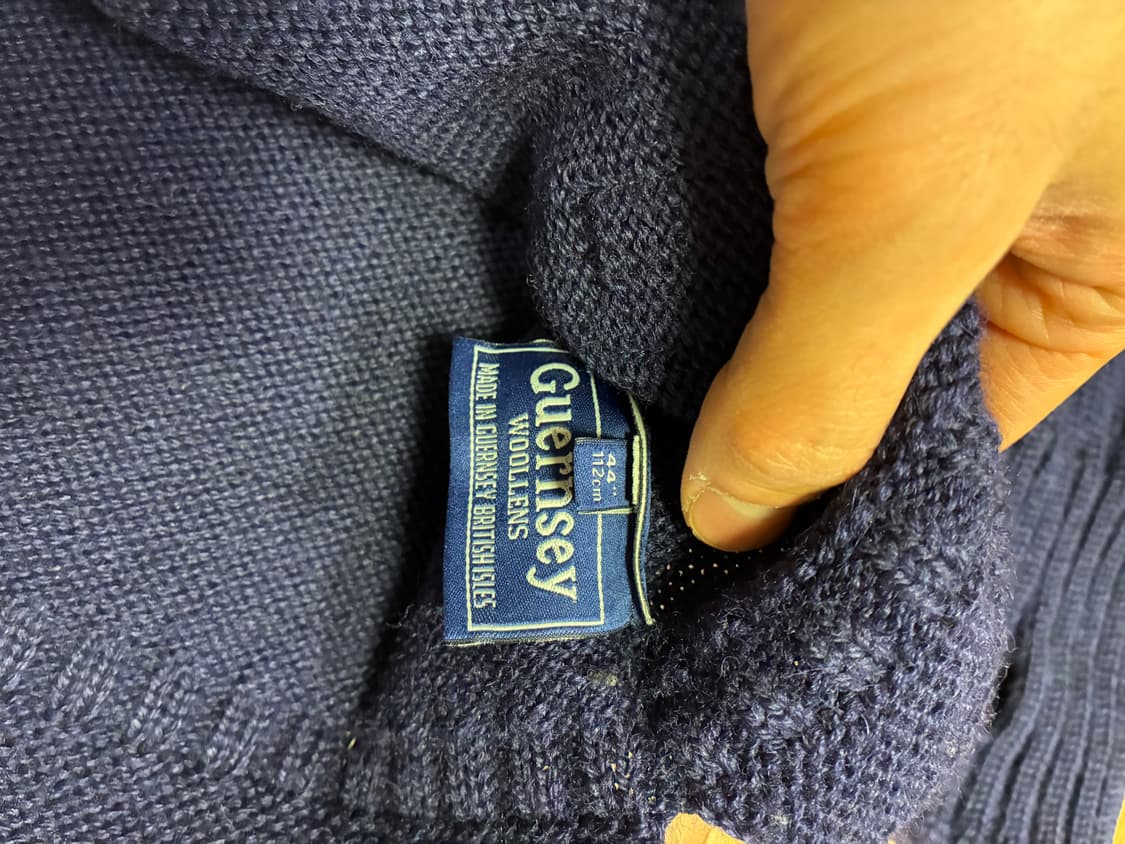 44"
112cm
Guernsey
WOOLLENS
MADE IN GUERNSEY BRITISH ISLES